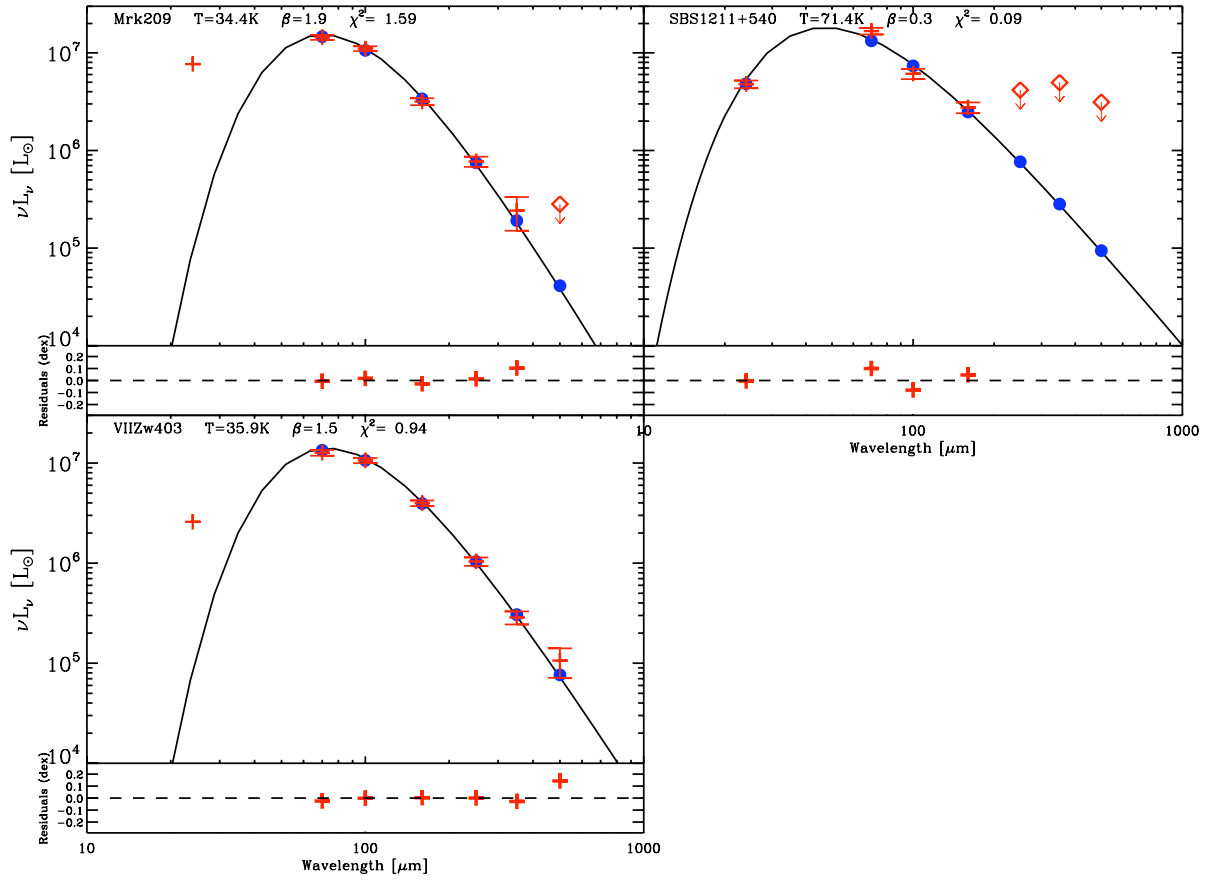 Mrk209 T=34.4K β=1.9 χ²= 1.59
10⁷
10⁶
10⁵
10⁴
νL_ν [L_⊙]
0.2
0.1
0.0
−0.1
−0.2
Residuals (dex)
SBS1211+540 T=71.4K β=0.3 χ²= 0.09
10 100 1000
Wavelength [μm]
VIIZw403 T=35.9K β=1.5 χ²= 0.94
10⁷
10⁶
10⁵
10⁴
νL_ν [L_⊙]
0.2
0.1
0.0
−0.1
−0.2
Residuals (dex)
10 100 1000
Wavelength [μm]